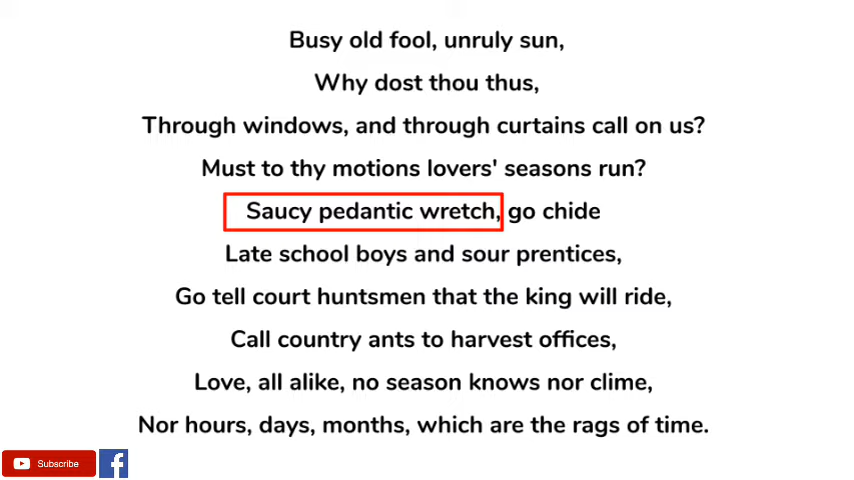 Busy old fool, unruly sun,
Why dost thou thus,
Through windows, and through curtains call on us?
Must to thy motions lovers' seasons run?
Saucy pedantic wretch, go chide
Late school boys and sour prentices,
Go tell court huntsmen that the king will ride,
Call country ants to harvest offices,
Love, all alike, no season knows nor clime,
Nor hours, days, months, which are the rags of time.
Subscribe